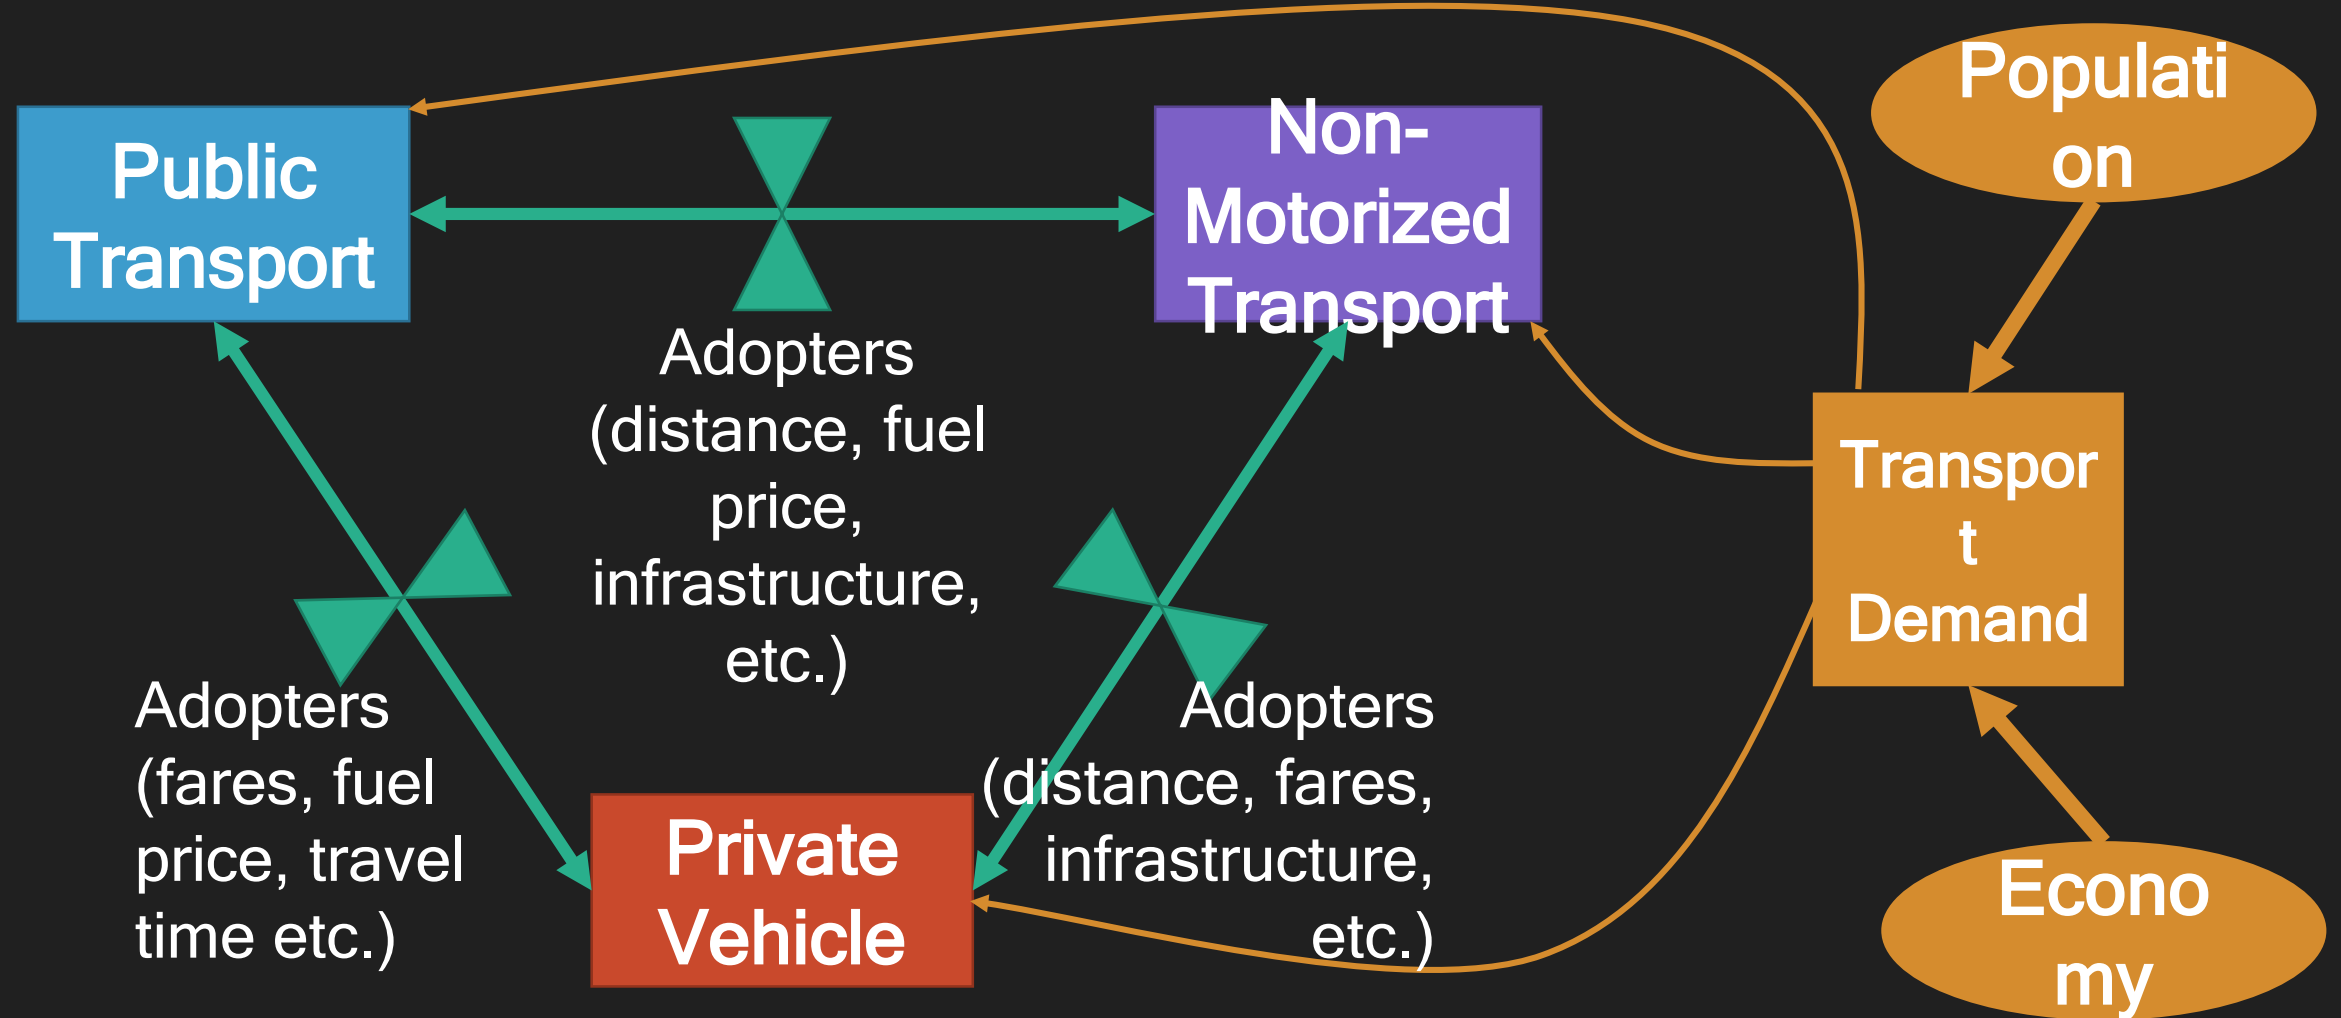 Public
Transport
Non-
Motorized
Transport
Populati
on
Adopters
(distance, fuel
price,
infrastructure,
etc.)
Transpor
t
Demand
Adopters
(fares, fuel
price, travel
time etc.)
Private
Vehicle
Adopters
(distance, fares,
infrastructure,
etc.)
Econo
my